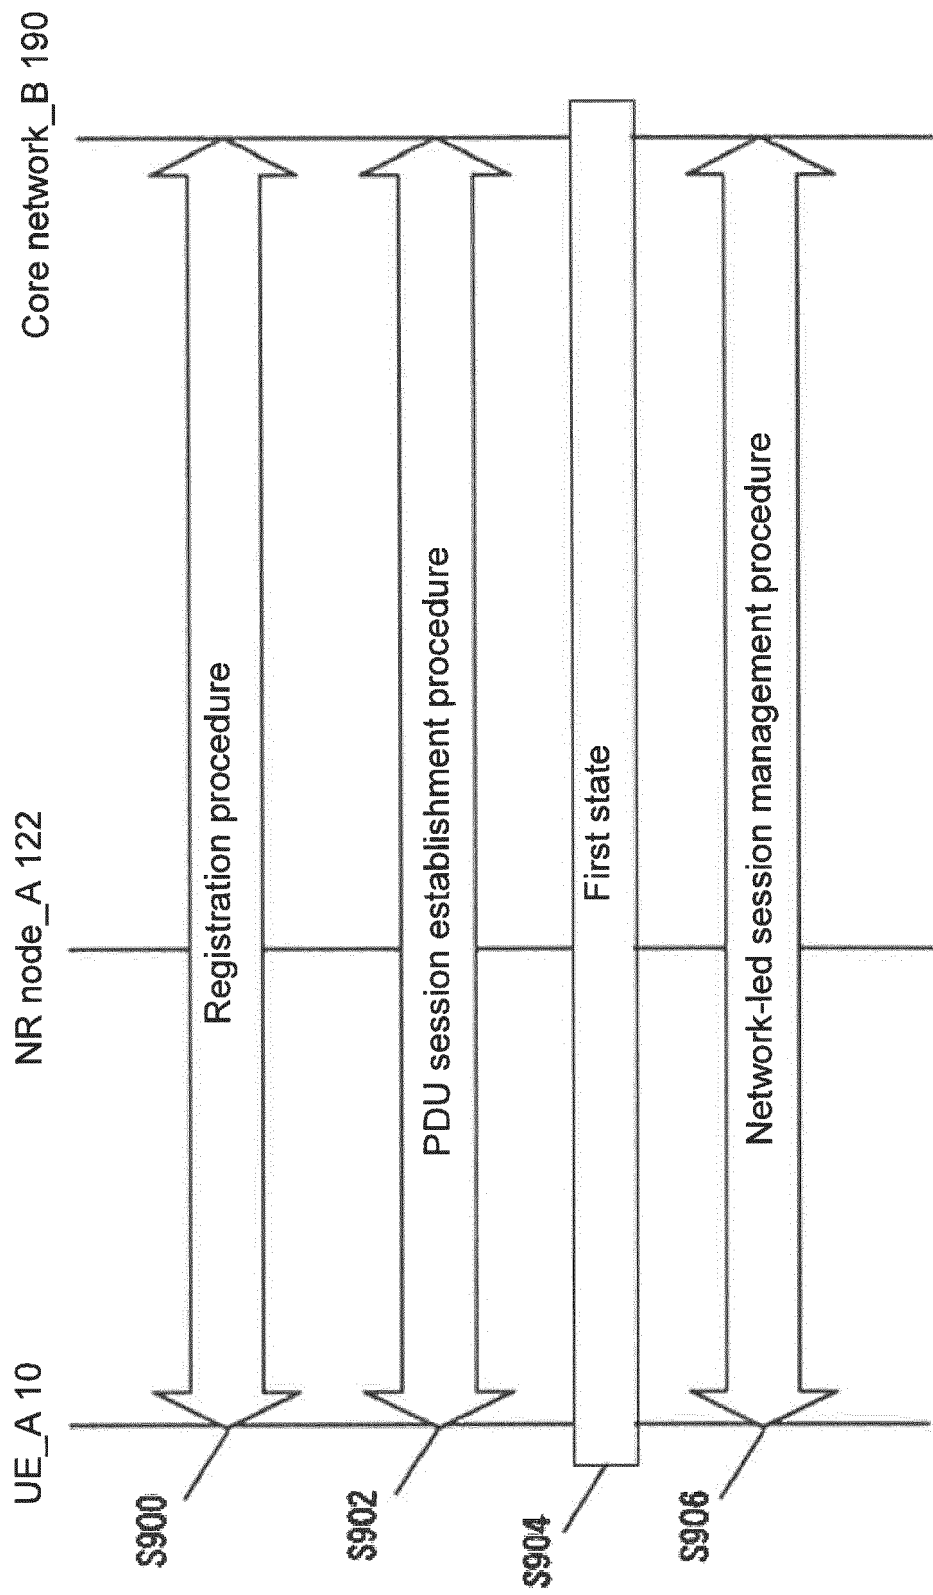 UE_A 10
NR node_A 122
Core network_B 190
S900
Registration procedure
S902
PDU session establishment procedure
S904
First state
S906
Network-led session management procedure